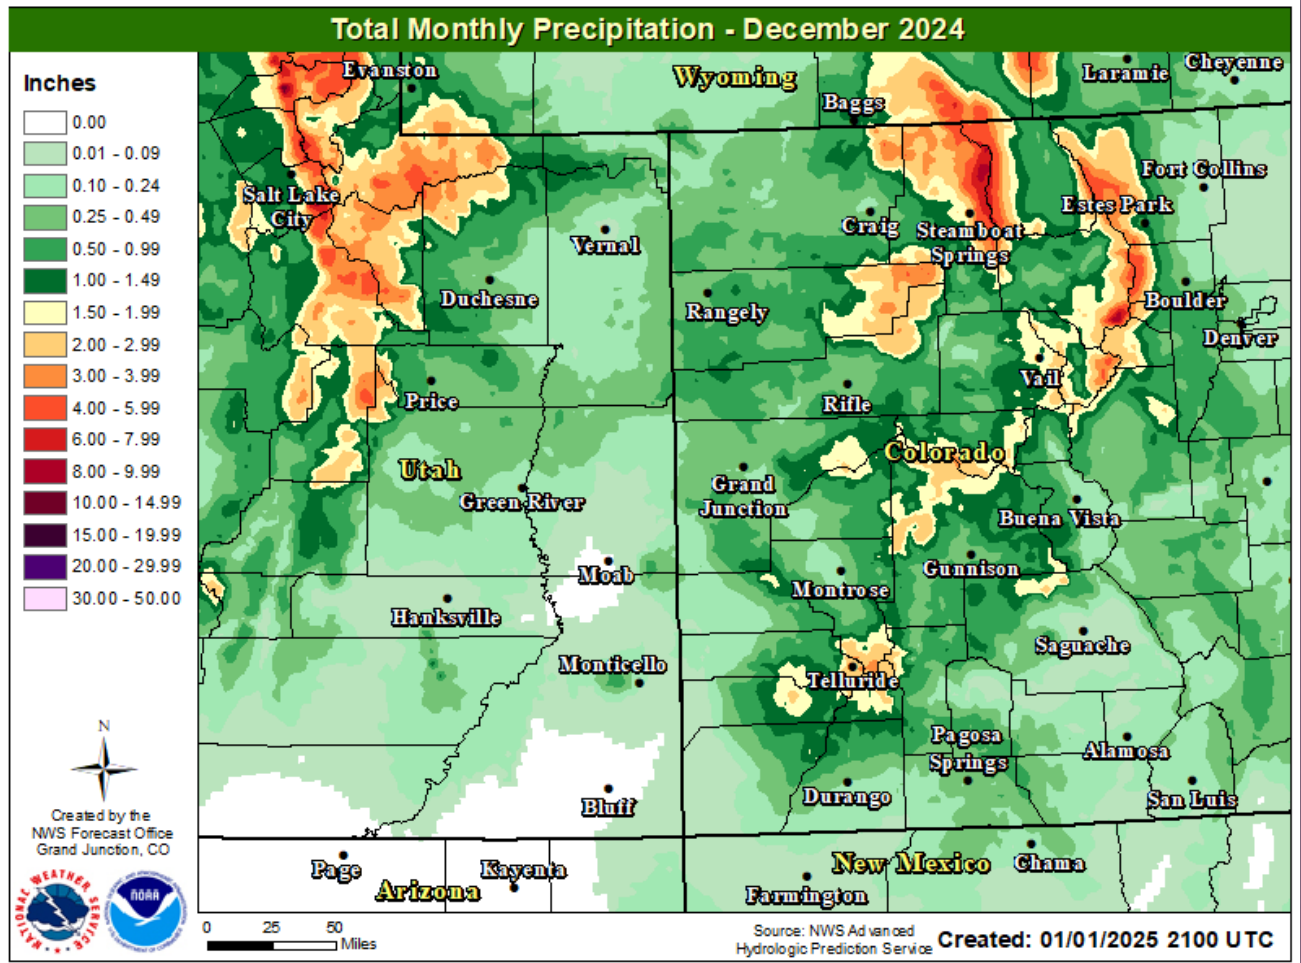 Total Monthly Precipitation - December 2024
Inches
0.00
0.01 - 0.09
0.10 - 0.24
0.25 - 0.49
0.50 - 0.99
1.00 - 1.49
1.50 - 1.99
2.00 - 2.99
3.00 - 3.99
4.00 - 5.99
6.00 - 7.99
8.00 - 9.99
10.00 - 14.99
15.00 - 19.99
20.00 - 29.99
30.00 - 50.00
N
Created by the
NWS Forecast Office
Grand Junction, CO
NATIONAL WEATHER SERVICE
NOAA
Evanston
Wyoming
Laramie
Cheyenne
Baggs
Fort Collins
Salt Lake
City
Estes Park
Craig
Steamboat
Springs
Vernal
Duchesne
Rangely
Boulder
Denver
Vail
Price
Rifle
Utah
Colorado
Green River
Grand
Junction
Buena Vista
Moab
Gunnison
Montrose
Hanksville
Saguache
Monticello
Telluride
Pagosa
Springs
Alamosa
Bluff
Durango
San Luis
Page
Kayenta
Arizona
New Mexico
Chama
Farmington
0
25
50
Miles
Source: NWS Advanced
Hydrologic Prediction Service
Created: 01/01/2025 2100 UTC